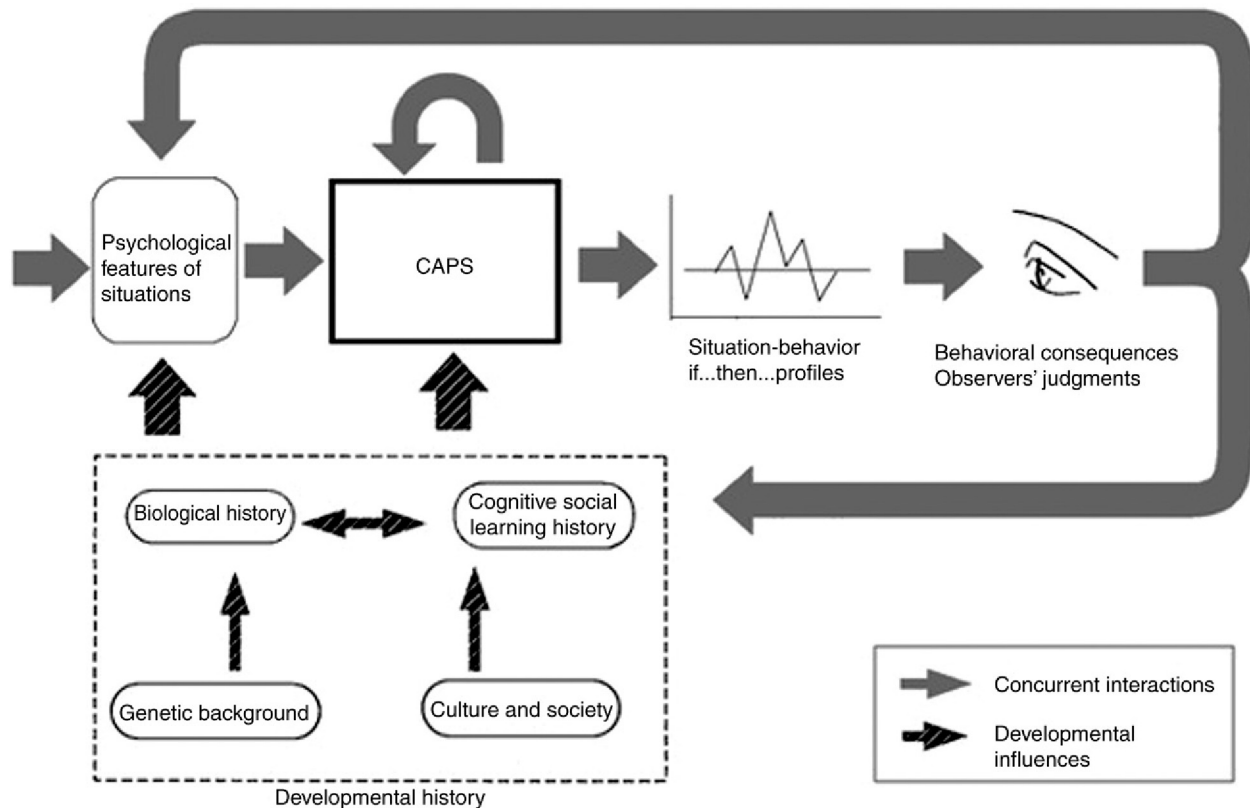 Psychological
features of
situations
CAPS
Situation-behavior
if...then...profiles
Behavioral consequences
Observers' judgments
Biological history
Cognitive social
learning history
Genetic background
Culture and society
Developmental history
Concurrent interactions
Developmental
influences